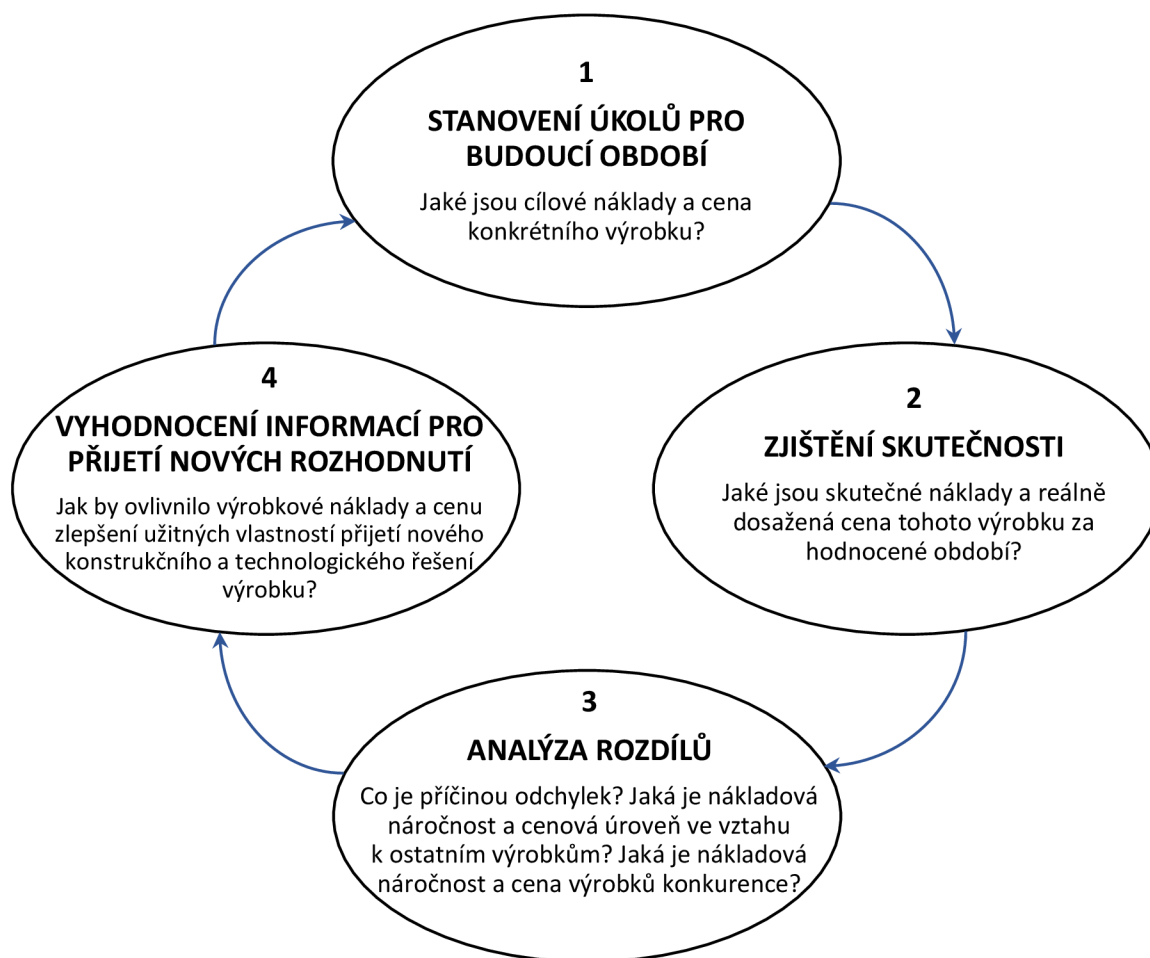 1
STANOVENÍ ÚKOLŮ PRO
BUDOUCÍ OBDOBÍ
Jaké jsou cílové náklady a cena
konkrétního výrobku?
2
ZJIŠTĚNÍ SKUTEČNOSTI
Jaké jsou skutečné náklady a reálně
dosažená cena tohoto výrobku za
hodnocené období?
3
ANALÝZA ROZDÍLŮ
Co je příčinou odchylek? Jaká je nákladová
náročnost a cenová úroveň ve vztahu
k ostatním výrobkům? Jaká je nákladová
náročnost a cena výrobků konkurence?
4
VYHODNOCENÍ INFORMACÍ PRO
PŘIJETÍ NOVÝCH ROZHODNUTÍ
Jak by ovlivnilo výrobkové náklady a cenu
zlepšení užitných vlastností přijetí nového
konstrukčního a technologického řešení
výrobku?